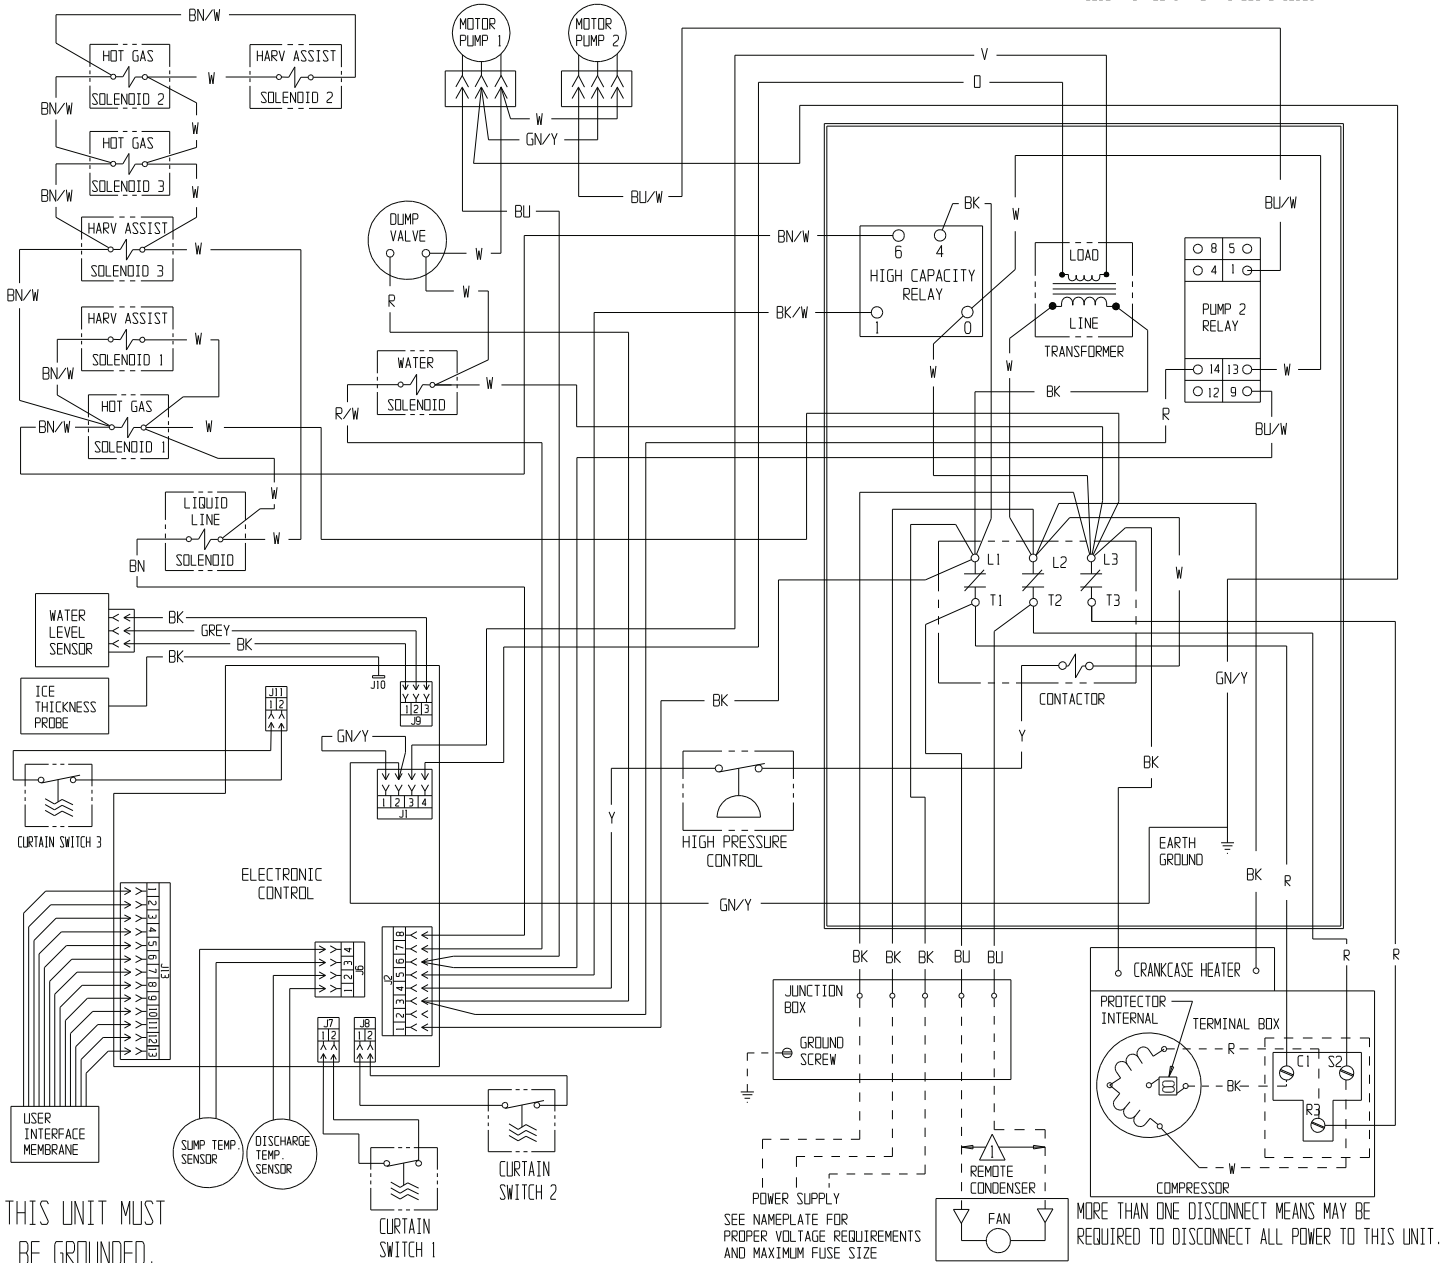 BN/W
HOT GAS
SOLENOID 2
W
HARV ASSIST
SOLENOID 2
BN/W
W
HOT GAS
SOLENOID 3
BN/W
W
HARV ASSIST
SOLENOID 3
W
BN/W
HARV ASSIST
SOLENOID 1
W
BN/W
HOT GAS
SOLENOID 1
BN/W
W
W
LIQUID
LINE
SOLENOID
W
BN
MOTOR
PUMP 1
MOTOR
PUMP 2
W
GN/Y
BU/W
BU
DUMP
VALVE
W
W
R
WATER
SOLENOID
W
R/W
V
O
BK
W
BN/W
6 4
HIGH CAPACITY
RELAY
BK/W
1 0
W
W
LOAD
LINE
TRANSFORMER
BK
BU/W
8 5
4 1
PUMP 2
RELAY
14 13
12 9
W
R
BU/W
L1 L2 L3
T1 T2 T3
W
CONTACTOR
Y
BK
GN/Y
BK
HIGH PRESSURE
CONTROL
Y
EARTH
GROUND
BK
R
GN/Y
WATER
LEVEL
SENSOR
BK
GREY
BK
BK
ICE
THICKNESS
PROBE
J10
J11
1 2
1 2 3
J9
GN/Y
1 2 3 4
J1
CURTAIN SWITCH 3
ELECTRONIC
CONTROL
1
2
3
4
5
6
7
8
9
10
11
12
13
J13
4
3
2
1
J6
8
7
6
5
4
3
2
1
J2
J7
1 2
J8
1 2
USER
INTERFACE
MEMBRANE
SUMP TEMP.
SENSOR
DISCHARGE
TEMP.
SENSOR
CURTAIN
SWITCH 1
CURTAIN
SWITCH 2
BK BK BK BU BU
JUNCTION
BOX
GROUND
SCREW
POWER SUPPLY
SEE NAMEPLATE FOR
PROPER VOLTAGE REQUIREMENTS
AND MAXIMUM FUSE SIZE
1
REMOTE
CONDENSER
FAN
R R
CRANKCASE HEATER
PROTECTOR
INTERNAL
TERMINAL BOX
R
BK
W
C1 S2
R3
COMPRESSOR
MORE THAN ONE DISCONNECT MEANS MAY BE
REQUIRED TO DISCONNECT ALL POWER TO THIS UNIT.
THIS UNIT MUST
BE GROUNDED.